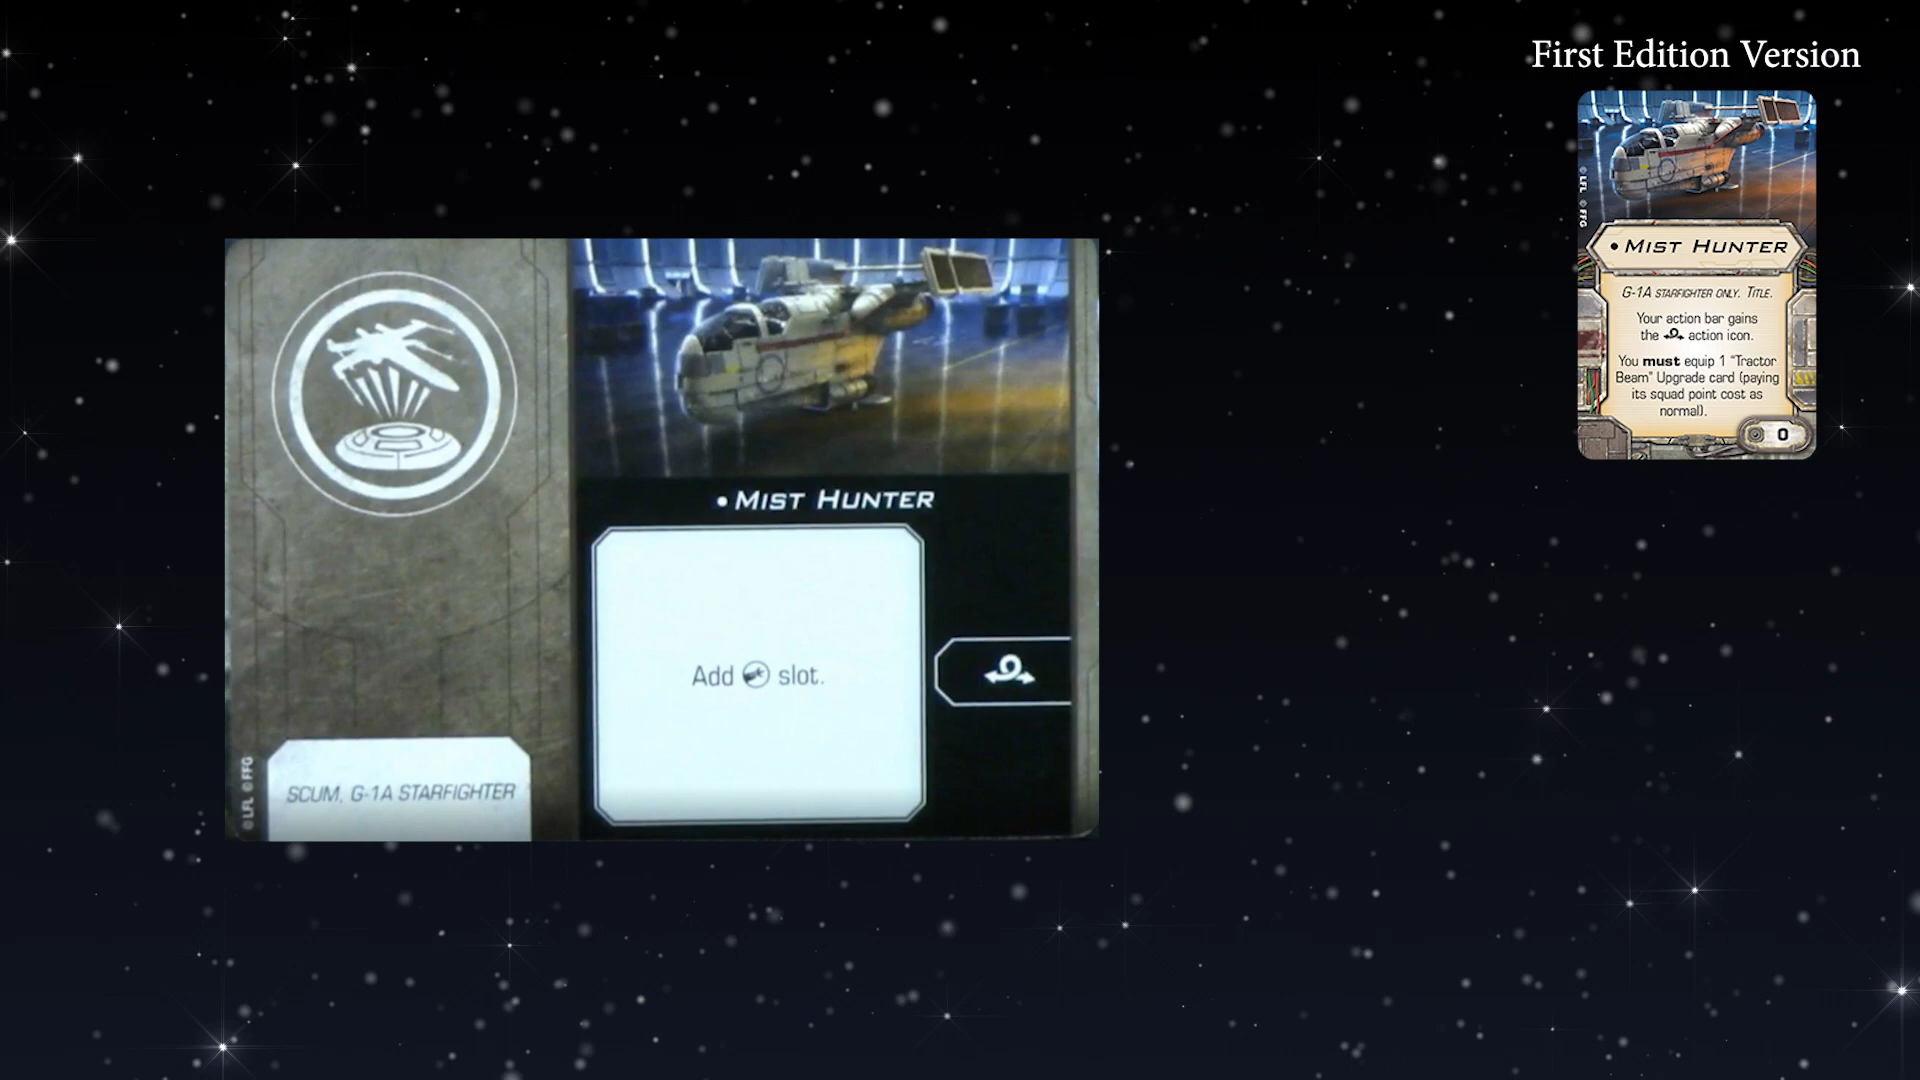 First Edition Version
• MIST HUNTER
G-1A STARFIGHTER ONLY. TITLE.
Your action bar gains
the action icon.
You must equip 1 "Tractor
Beam" Upgrade card (paying
its squad point cost as
normal).
0
©LFL ©FFG
• MIST HUNTER
Add slot.
SCUM, G-1A STARFIGHTER
©LFL ©FFG